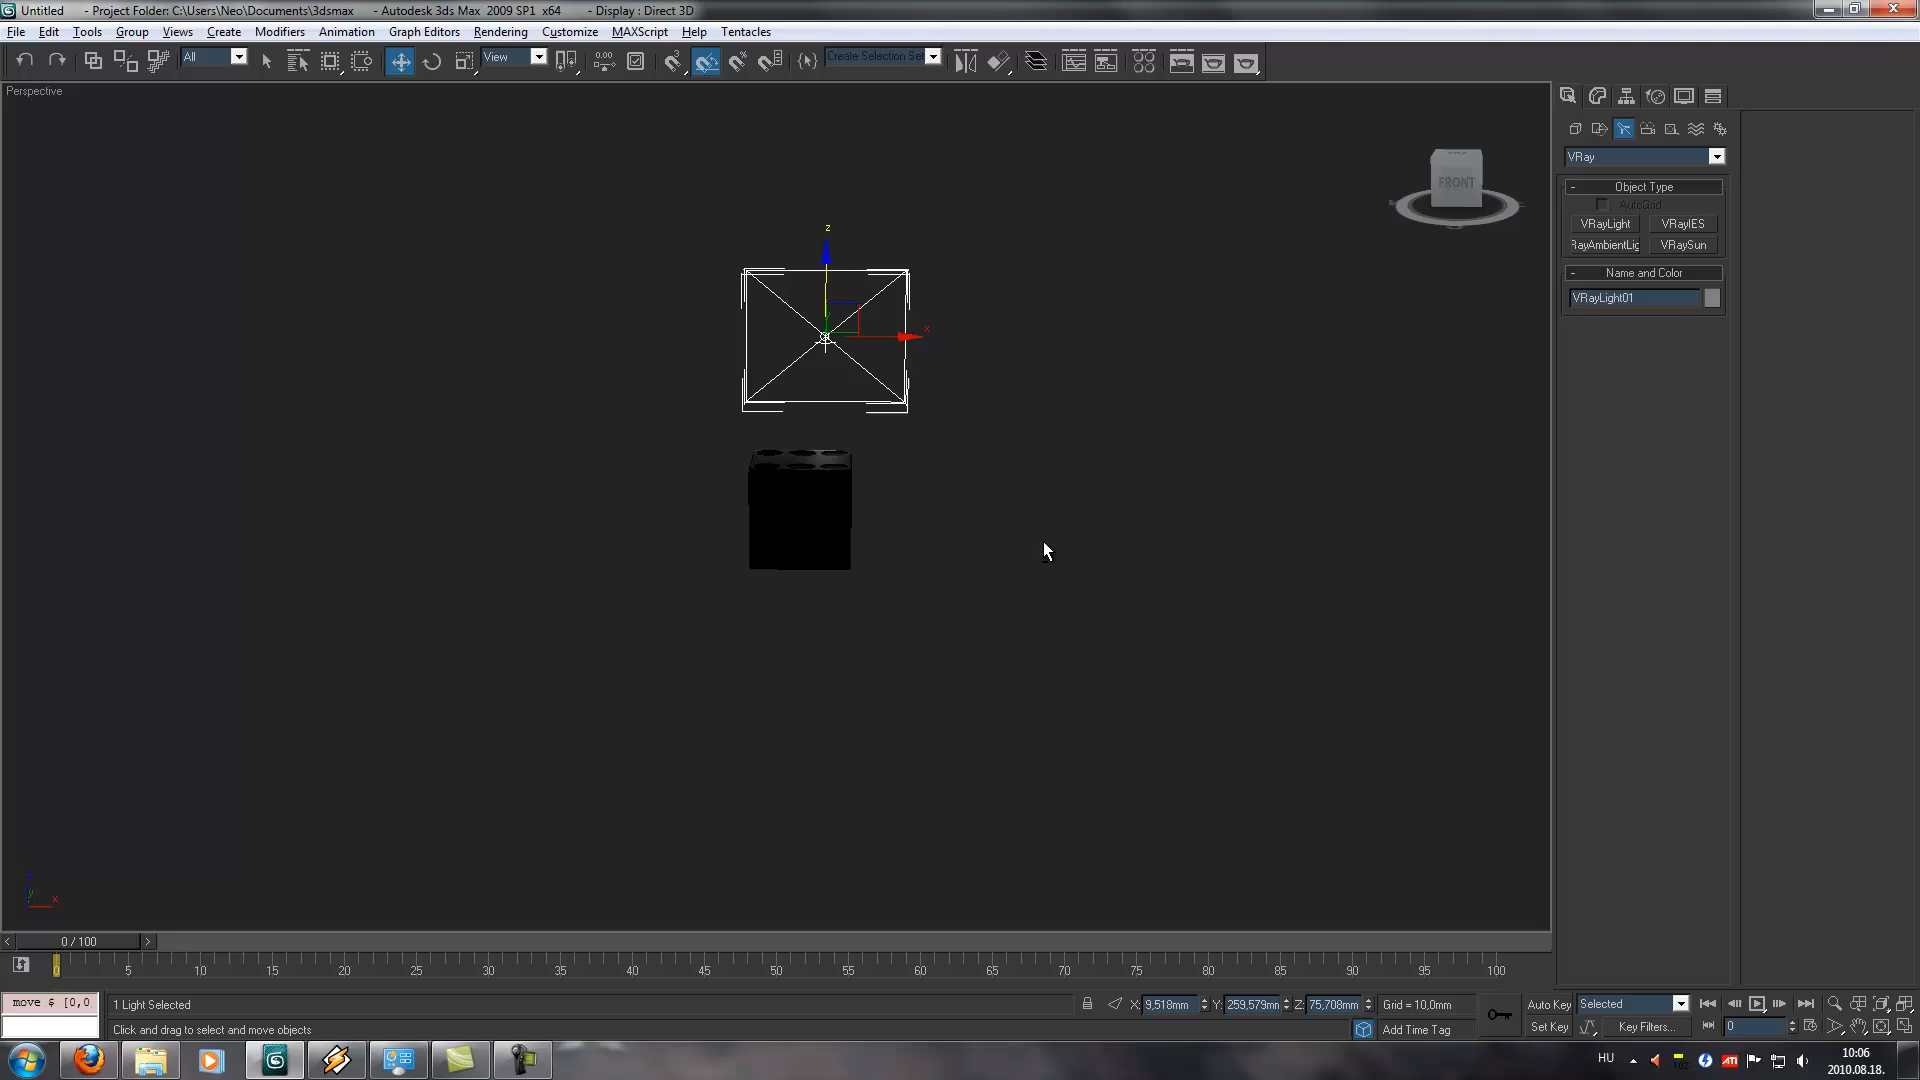 Untitled - Project Folder: C:\Users\Neo\Documents\3dsmax - Autodesk 3ds Max 2009 SP1 x64 - Display : Direct 3D
File Edit Tools Group Views Create Modifiers Animation Graph Editors Rendering Customize MAXScript Help Tentacles
All View Create Selection Set
Perspective
FRONT
VRay
- Object Type
AutoGrid
VRayLight VRayIES
RayAmbientLig VRaySun
- Name and Color
VRayLight01
z
x
y
x
y
0 / 100
0 5 10 15 20 25 30 35 40 45 50 55 60 65 70 75 80 85 90 95 100
move $ [0,0 1 Light Selected X: 9,518mm Y: 259,579mm Z: 75,708mm Grid = 10,0mm Auto Key Selected
Click and drag to select and move objects Add Time Tag Set Key Key Filters... 0
HU ATI 10:06
2010.08.18.